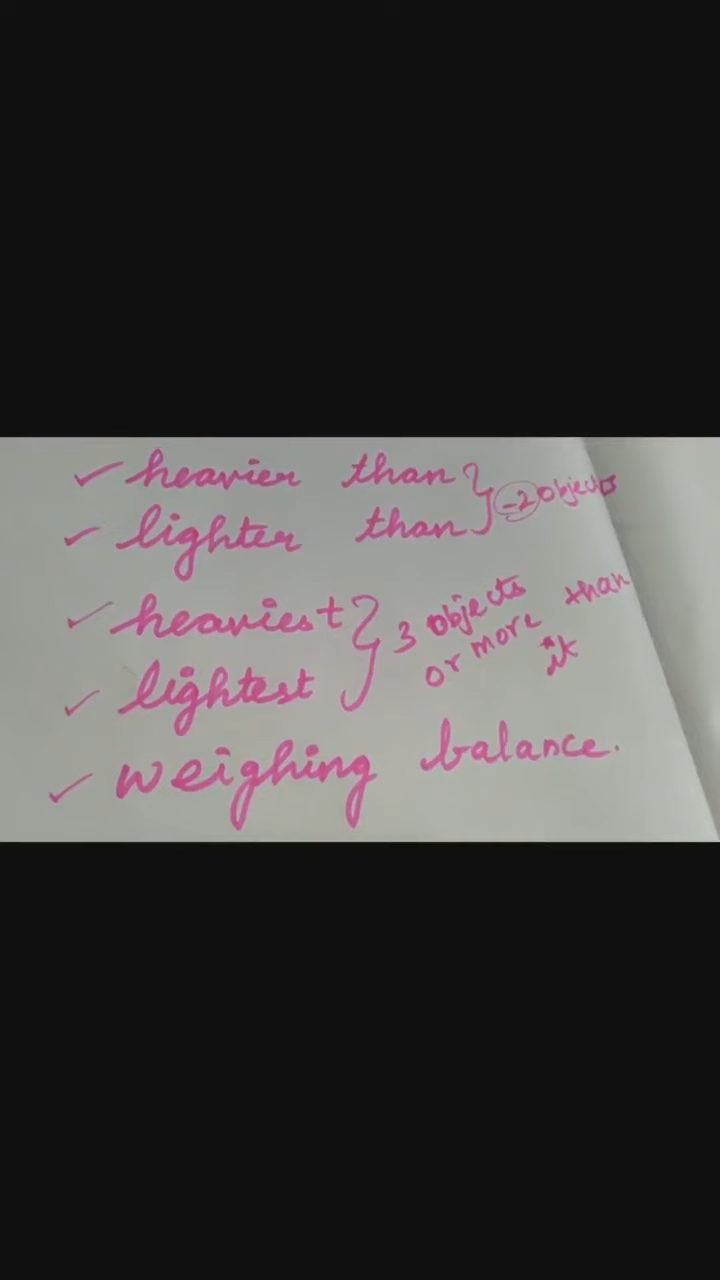 ✓ heavier than } -2 objects
✓ lighter than
✓ heaviest } 3 objects
or more than
it
✓ lightest
✓ weighing balance.